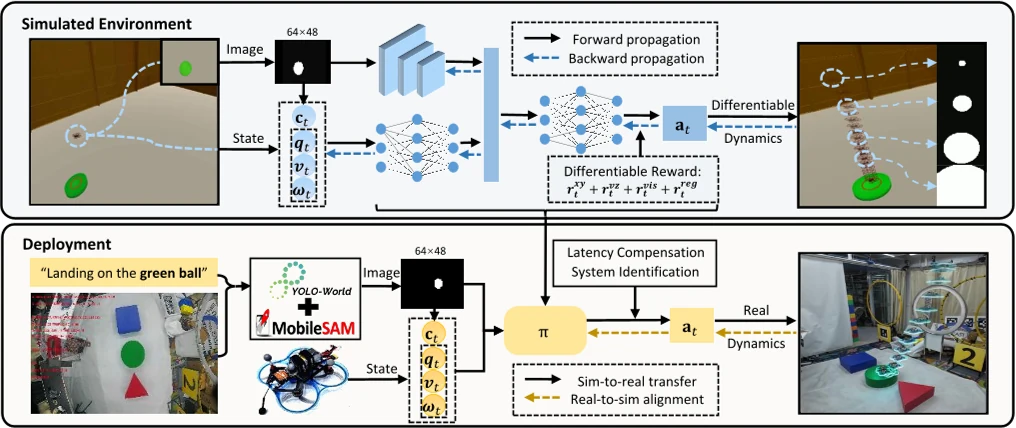 Simulated Environment
Image
64×48
State
c_t
q_t
v_t
ω_t
Forward propagation
Backward propagation
a_t
Differentiable
Dynamics
Differentiable Reward:
r_t^{xy} + r_t^{vz} + r_t^{vis} + r_t^{reg}
Deployment
"Landing on the green ball"
YOLO-World
+
MobileSAM
Image
64×48
State
c_t
q_t
v_t
ω_t
Latency Compensation
System Identification
π
a_t
Real
Dynamics
Sim-to-real transfer
Real-to-sim alignment
2
2